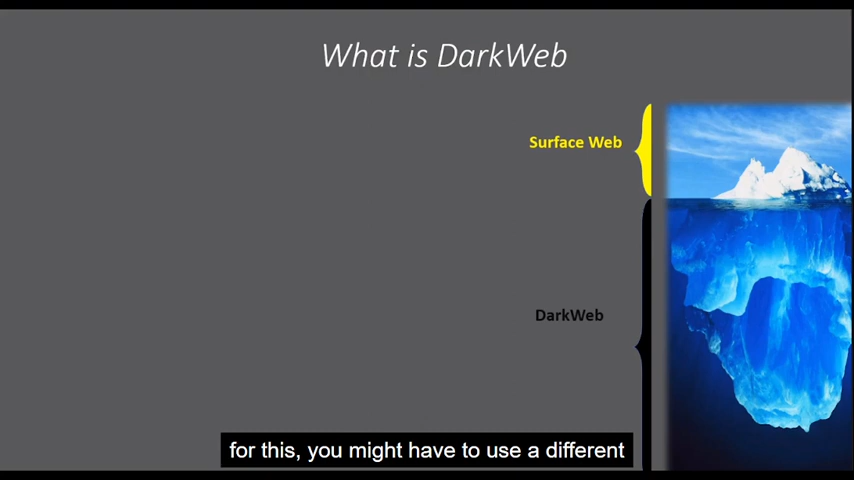 What is DarkWeb
Surface Web
DarkWeb
for this, you might have to use a different